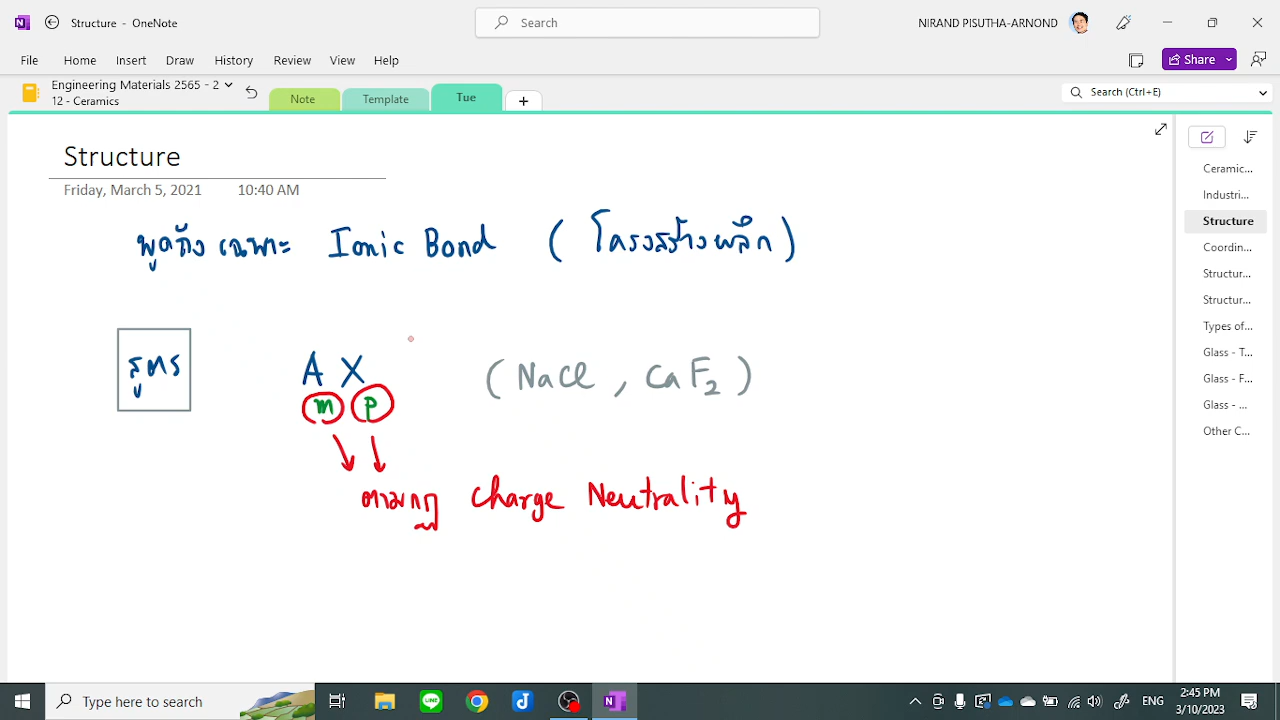 Structure - OneNote
Search
NIRAND PISUTHA-ARNOND
File Home Insert Draw History Review View Help
Share
Engineering Materials 2565 - 2
12 - Ceramics
Note
Template
Tue
Search (Ctrl+E)
Structure
Friday, March 5, 2021 10:40 AM
พูดถึง เฉพาะ Ionic Bond (โครงสร้างผลึก)
สูตร
A X (NaCl, CaF₂)
m p
ตามกฎ Charge Neutrality
Ceramic...
Industri...
Structure
Coordin...
Structur...
Structur...
Types of...
Glass - T...
Glass - F...
Glass - ...
Other C...
Type here to search
ENG
2:45 PM
3/10/2023